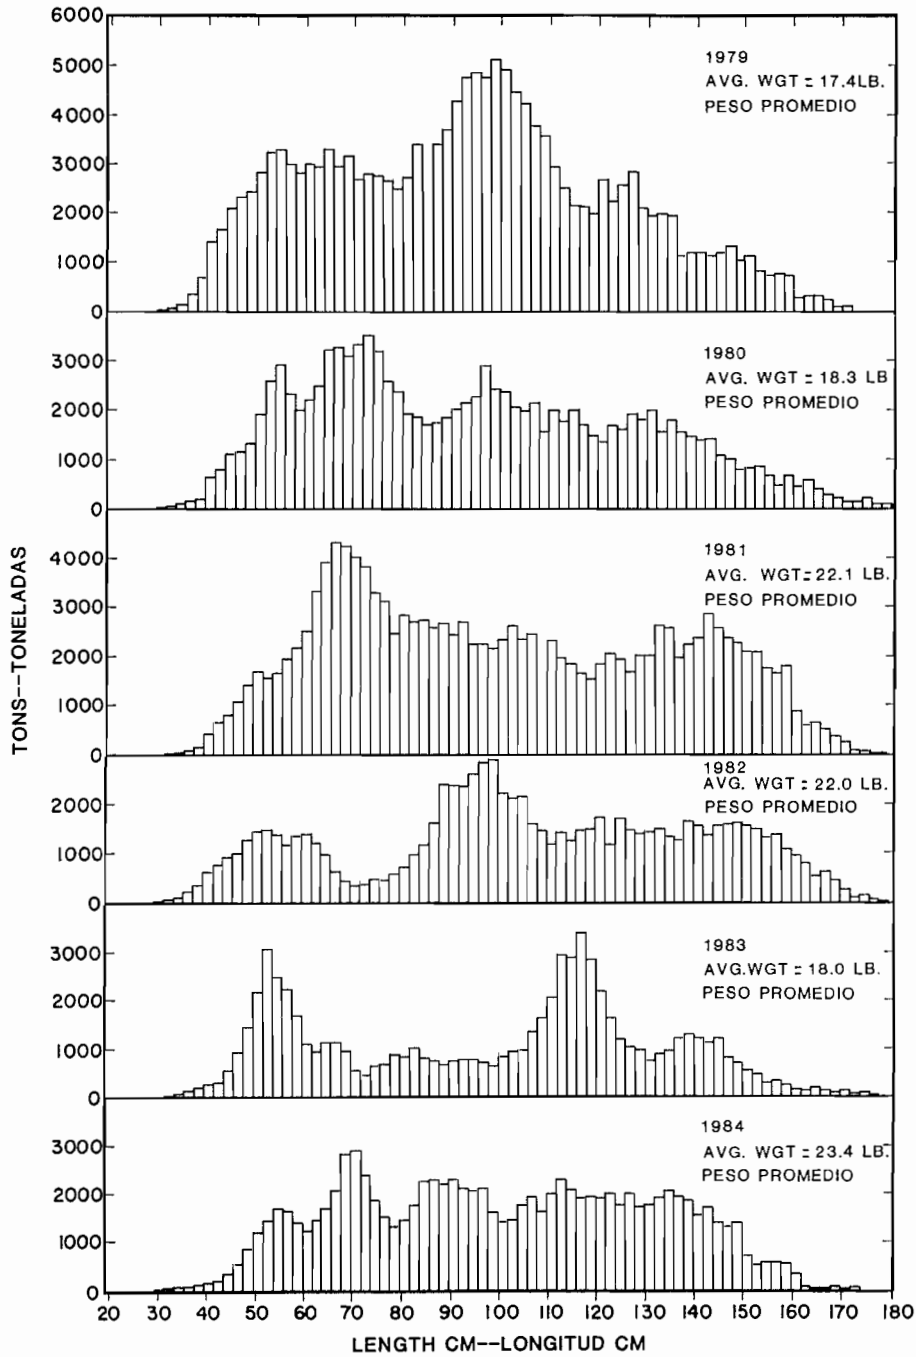 6000
5000
4000
3000
2000
1000
0
1979
AVG. WGT = 17.4LB.
PESO PROMEDIO
3000
2000
1000
0
1980
AVG. WGT = 18.3 LB
PESO PROMEDIO
4000
3000
2000
1000
0
1981
AVG. WGT= 22.1 LB.
PESO PROMEDIO
2000
1000
0
1982
AVG. WGT = 22.0 LB.
PESO PROMEDIO
3000
2000
1000
0
1983
AVG.WGT = 18.0 LB.
PESO PROMEDIO
3000
2000
1000
0
1984
AVG. WGT = 23.4 LB.
PESO PROMEDIO
TONS--TONELADAS
20 30 40 50 60 70 80 90 100 110 120 130 140 150 160 170 180
LENGTH CM--LONGITUD CM